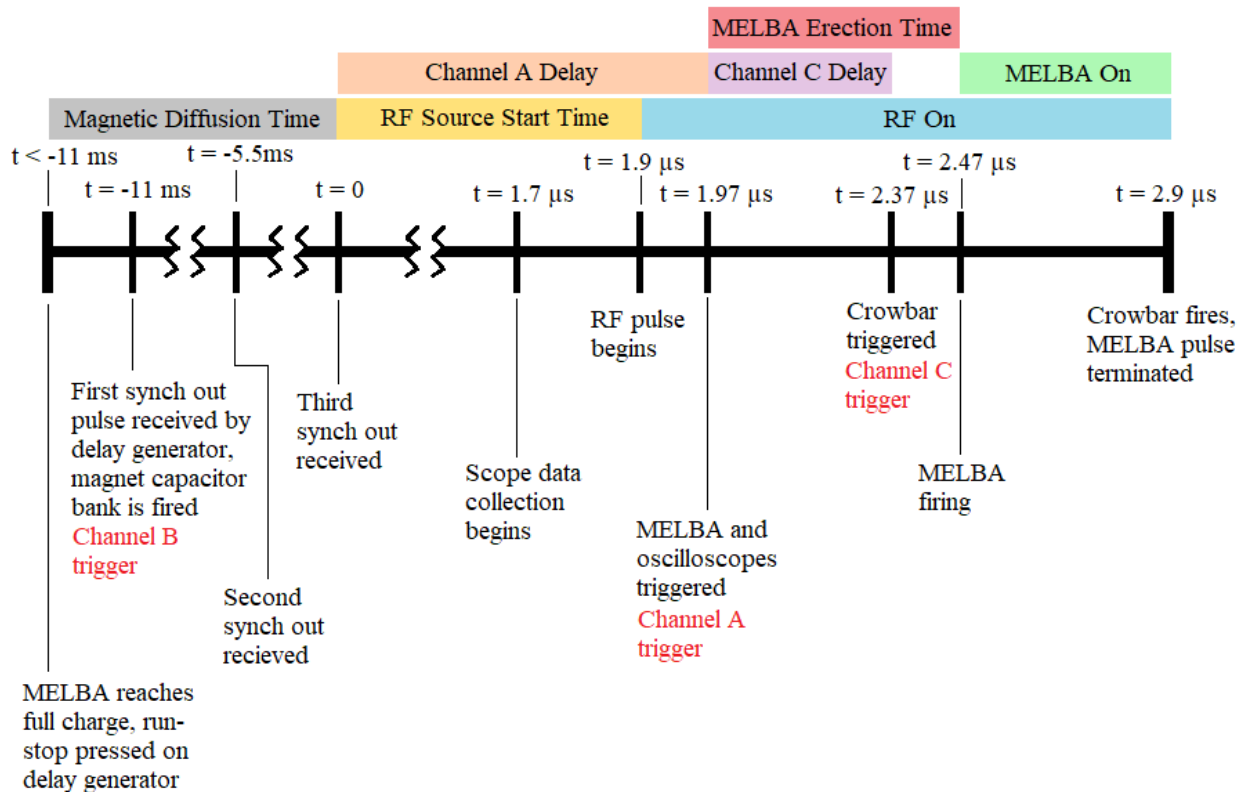 MELBA Erection Time
Channel A Delay
Channel C Delay
MELBA On
Magnetic Diffusion Time
RF Source Start Time
RF On
t < -11 ms
t = -5.5ms
t = 1.9 µs
t = 2.47 µs
t = -11 ms
t = 0
t = 1.7 µs
t = 1.97 µs
t = 2.37 µs
t = 2.9 µs
First synch out
pulse received by
delay generator,
magnet capacitor
bank is fired
Channel B
trigger
Third
synch out
received
Scope data
collection
begins
RF pulse
begins
Crowbar
triggered
Channel C
trigger
Crowbar fires,
MELBA pulse
terminated
MELBA
firing
MELBA and
oscilloscopes
triggered
Channel A
trigger
Second
synch out
recieved
MELBA reaches
full charge, run-
stop pressed on
delay generator